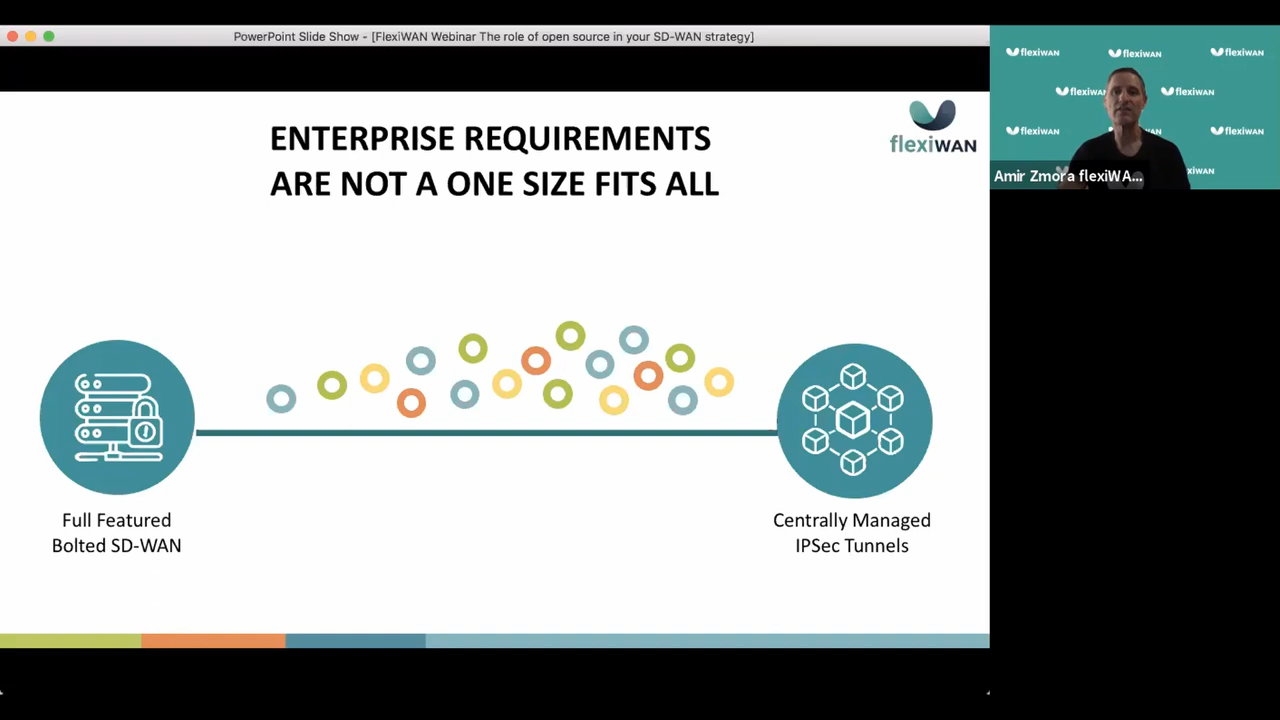 PowerPoint Slide Show - [FlexiWAN Webinar The role of open source in your SD-WAN strategy]
ENTERPRISE REQUIREMENTS
ARE NOT A ONE SIZE FITS ALL
flexiWAN
Full Featured
Bolted SD-WAN
Centrally Managed
IPSec Tunnels
flexiWAN flexiWAN flexiWAN
flexiWAN flexiWAN
flexiWAN flexiWAN
Amir Zmora flexiWA...